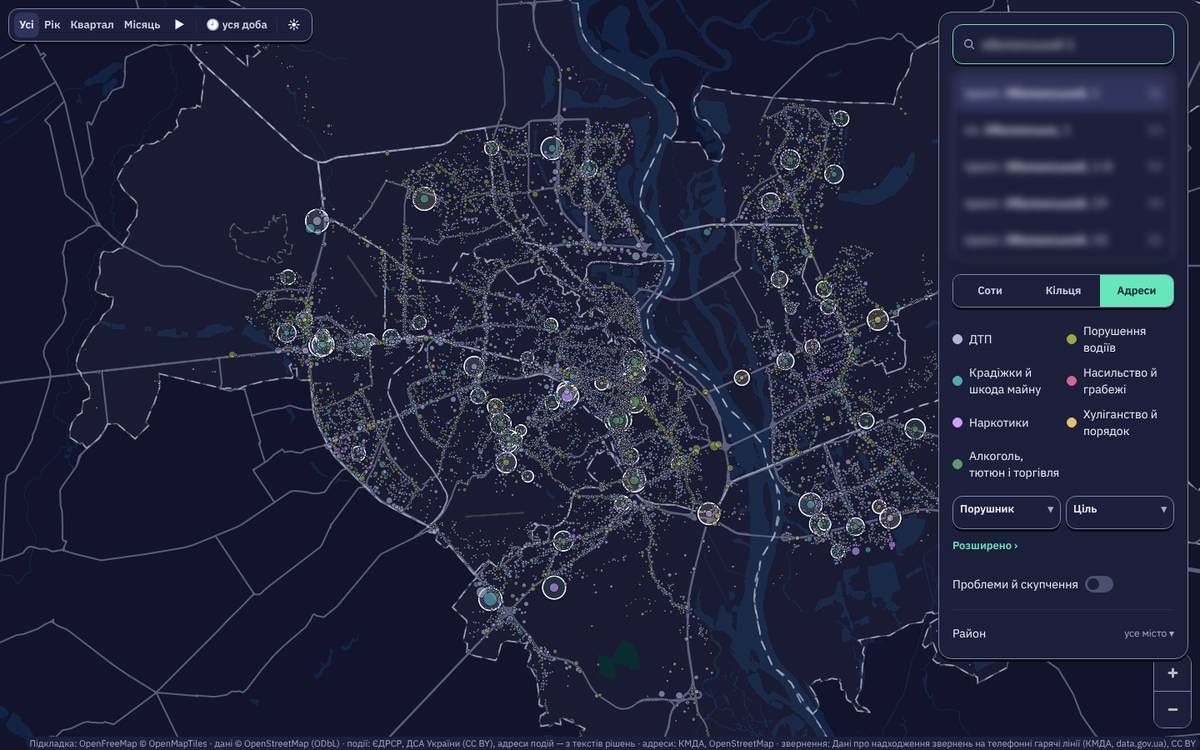 Усі Рік Квартал Місяць ▶ 🕘 уся доба ☀
Соти Кільця Адреси
ДТП
Порушення
водіїв
Крадіжки й
шкода майну
Насильство й
грабежі
Наркотики
Хуліганство й
порядок
Алкоголь,
тютюн і торгівля
Порушник ▾ Ціль ▾
Розширено ›
Проблеми й скупчення
Район усе місто ▾
+
−
Підкладка: OpenFreeMap © OpenMapTiles · дані © OpenStreetMap (ODbL) · події: ЄДРСР, ДСА України (CC BY), адреси подій — з текстів рішень · адреси: КМДА, OpenStreetMap · звернення: Дані про надходження звернень на телефонні гарячі лінії (КМДА, data.gov.ua), CC BY